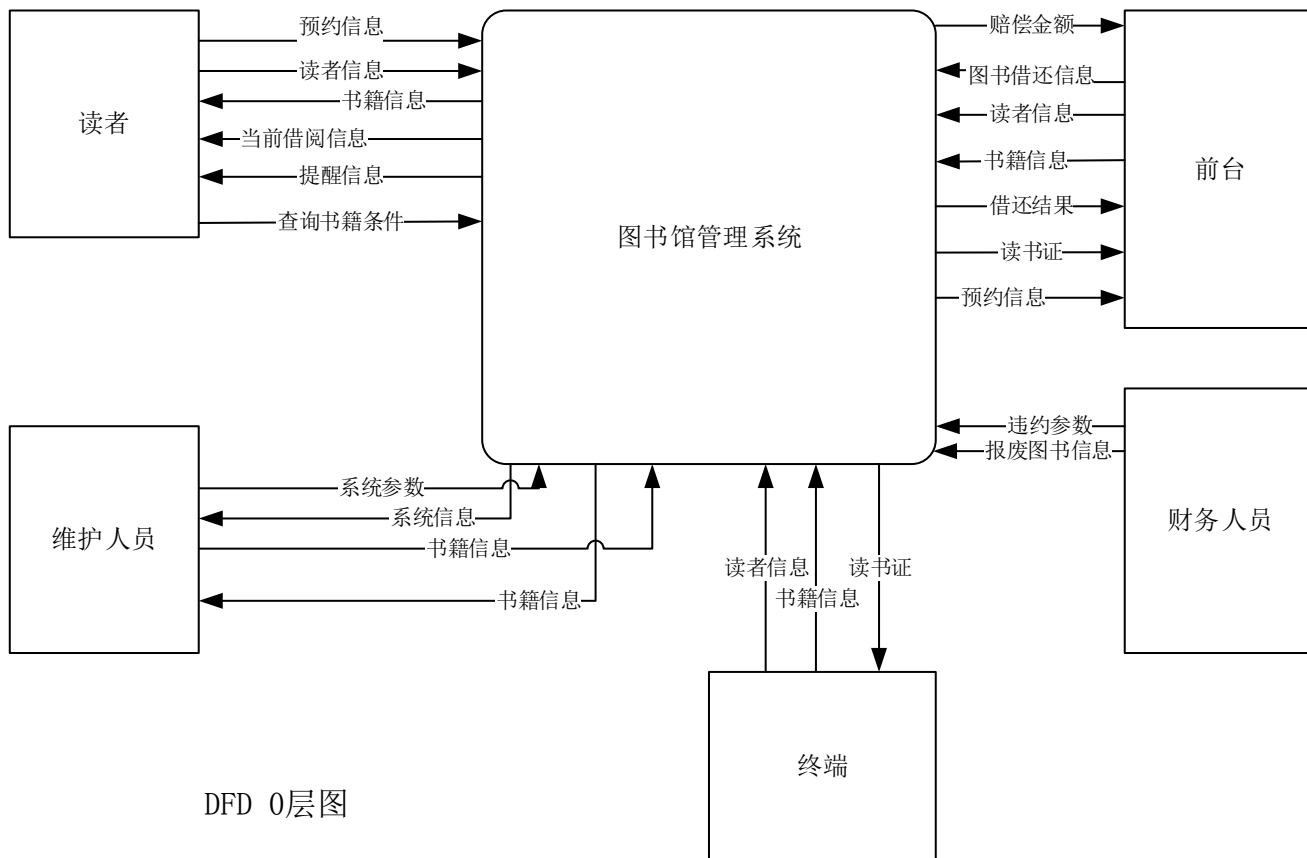 读者
预约信息
读者信息
书籍信息
当前借阅信息
提醒信息
查询书籍条件
图书馆管理系统
赔偿金额
图书借还信息
读者信息
书籍信息
借还结果
读书证
预约信息
前台
维护人员
系统参数
系统信息
书籍信息
书籍信息
违约参数
报废图书信息
财务人员
读者信息
书籍信息
读书证
终端
DFD 0层图